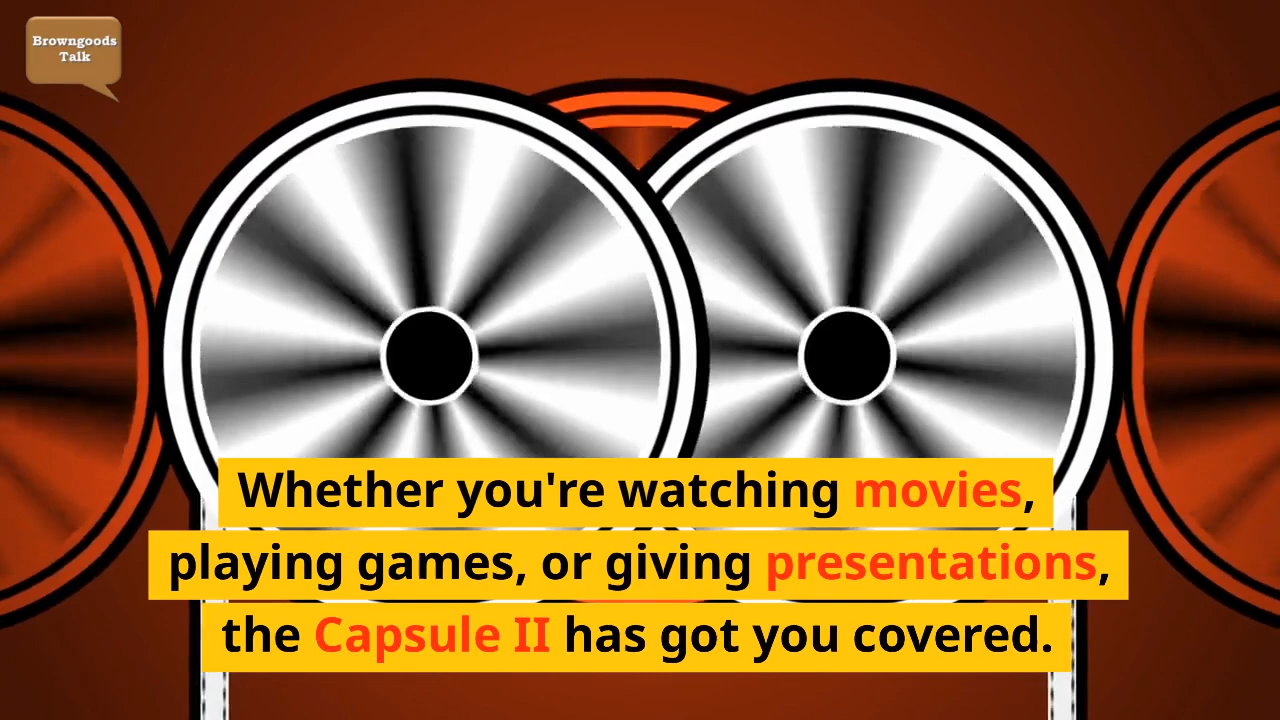 Browngoods
Talk
Whether you're watching movies,
playing games, or giving presentations,
the Capsule II has got you covered.